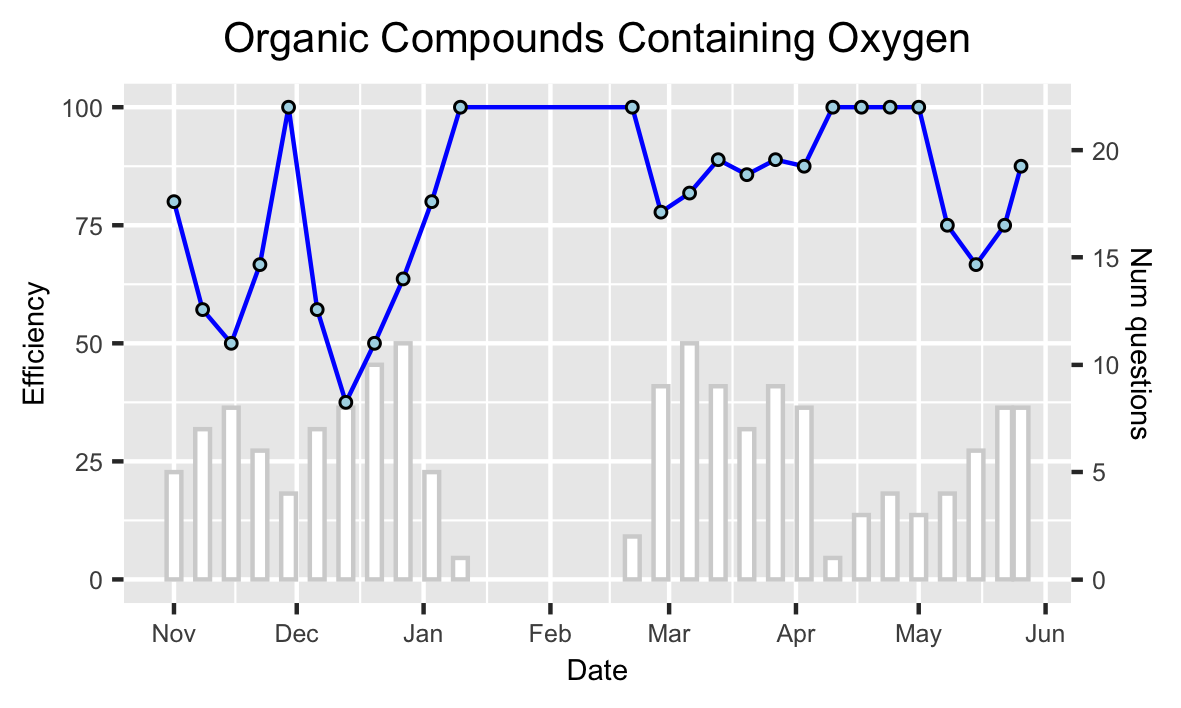 Organic Compounds Containing Oxygen
100
75
50
25
0
Efficiency
20
15
10
5
0
Num questions
Nov Dec Jan Feb Mar Apr May Jun
Date